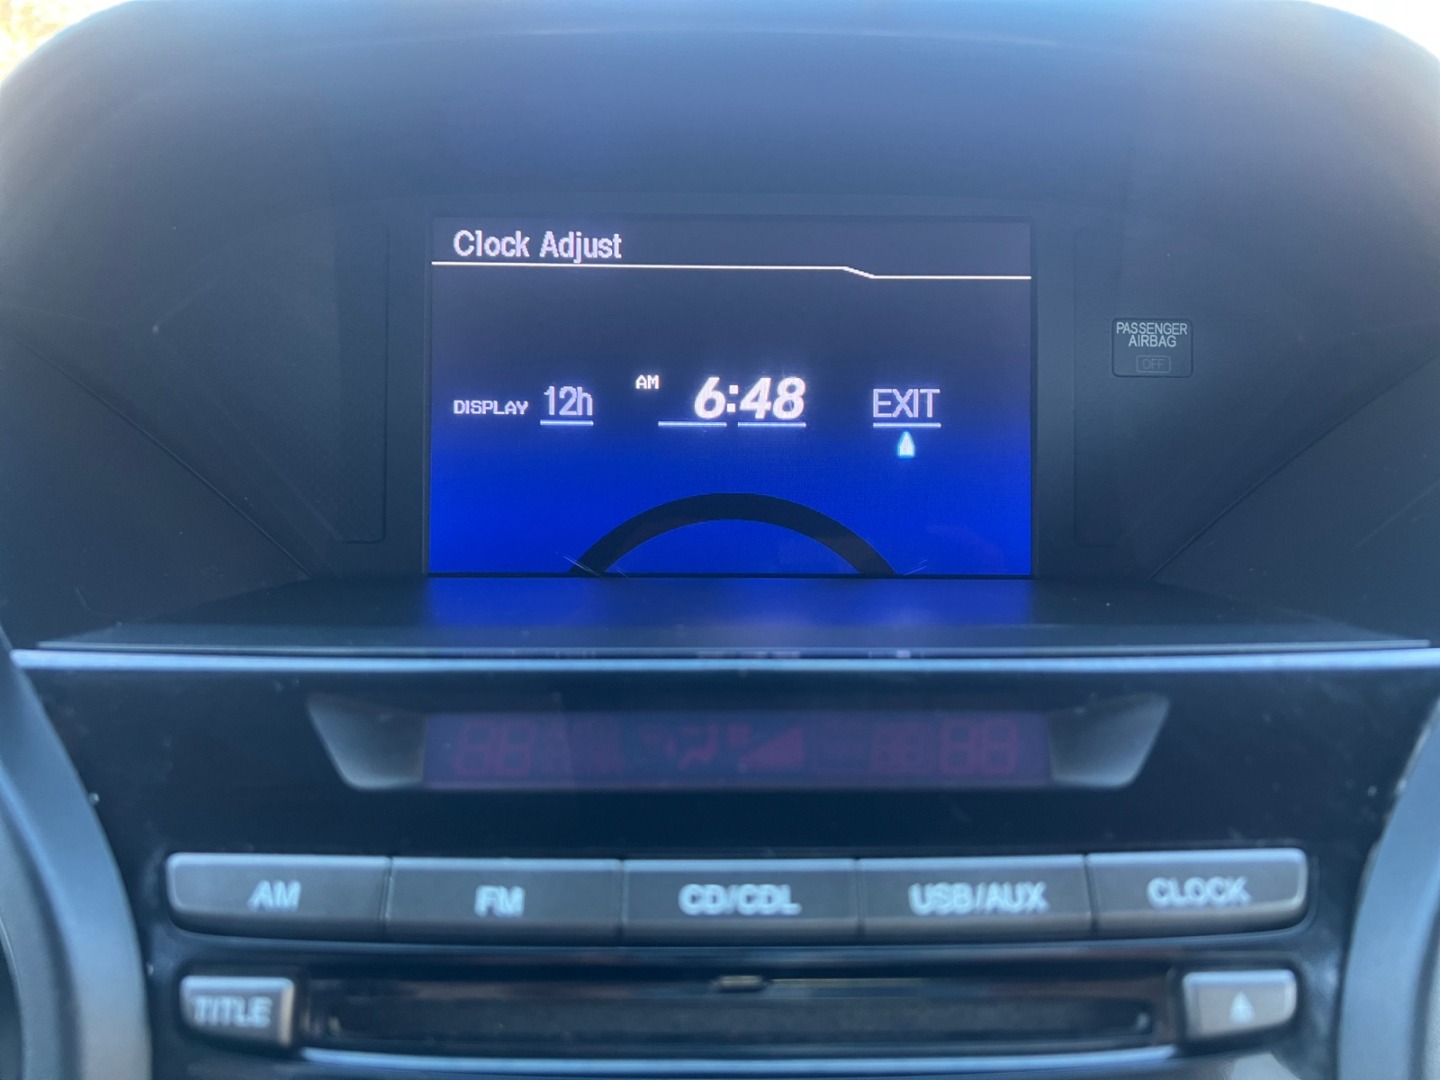 Clock Adjust
DISPLAY 12h AM 6:48 EXIT
PASSENGER
AIRBAG
OFF
AM FM CD/CDL USB/AUX CLOCK
TITLE